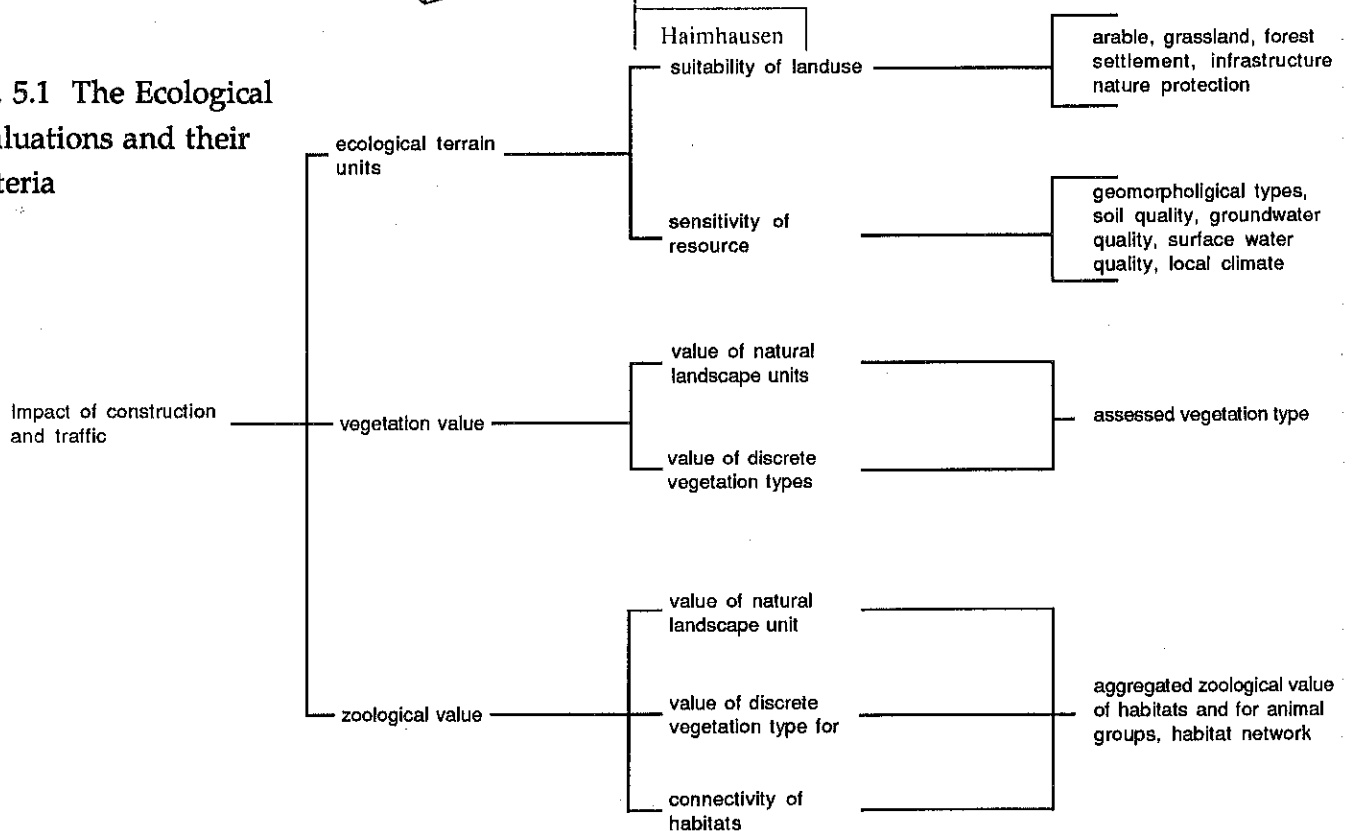 Haimhausen
. 5.1 The Ecological
luations and their
teria
Impact of construction
and traffic
ecological terrain
units
suitability of landuse
arable, grassland, forest
settlement, infrastructure
nature protection
sensitivity of
resource
geomorpholigical types,
soil quality, groundwater
quality, surface water
quality, local climate
vegetation value
value of natural
landscape units
value of discrete
vegetation types
assessed vegetation type
zoological value
value of natural
landscape unit
value of discrete
vegetation type for
connectivity of
habitats
aggregated zoological value
of habitats and for animal
groups, habitat network